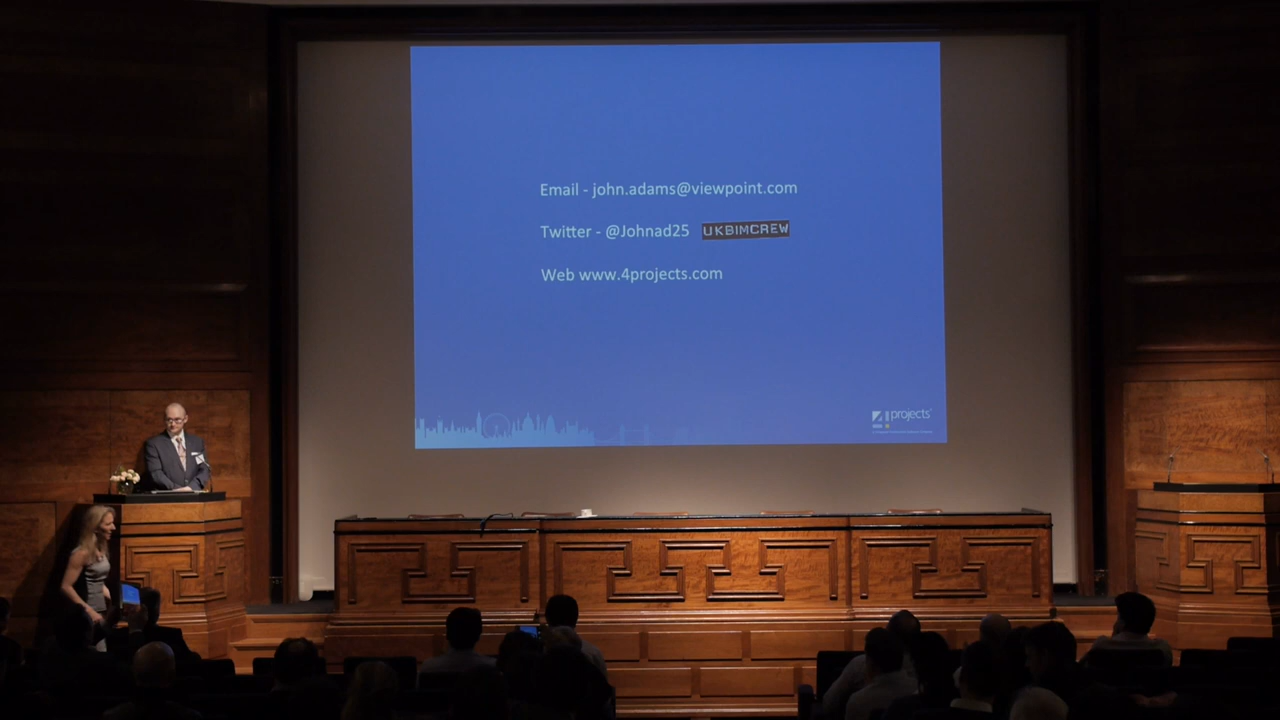 Email - john.adams@viewpoint.com
Twitter - @Johnad25 UKBIMCREW
Web www.4projects.com
4projects